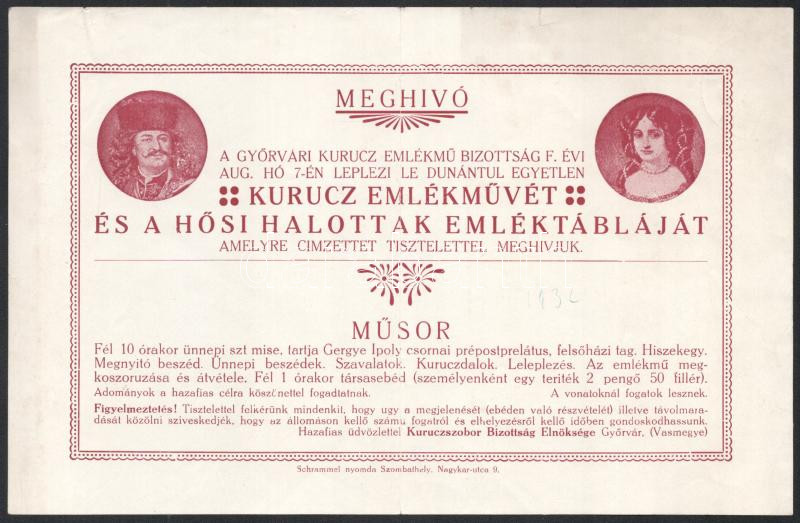 MEGHIVÓ
A GYŐRVÁRI KURUCZ EMLÉKMŰ BIZOTTSÁG F. ÉVI
AUG. HÓ 7-ÉN LEPLEZI LE DUNÁNTUL EGYETLEN
KURUCZ EMLÉKMŰVÉT
ÉS A HŐSI HALOTTAK EMLÉKTÁBLÁJÁT
AMELYRE CIMZETTET TISZTELETTEL MEGHIVJUK.
1932
MŰSOR
Fél 10 órakor ünnepi szt mise, tartja Gergye Ipoly csornai prépostprelátus, felsőházi tag. Hiszekegy.
Megnyitó beszéd. Ünnepi beszédek. Szavalatok. Kuruczdalok. Leleplezés. Az emlékmű meg-
koszoruzása és átvétele. Fél 1 órakor társasebéd (személyenként egy teriték 2 pengő 50 fillér).
Adományok a hazafias célra köszönettel fogadtatnak. A vonatoknál fogatok lesznek.
Figyelmeztetés! Tisztelettel felkérünk mindenkit, hogy ugy a megjelenését (ebéden való részvételét) illetve távolmara-
dását közölni sziveskedjék, hogy az állomáson kellő számu fogatról és elhelyezésről kellő időben gondoskodhassunk.
Hazafias üdvözlettel Kuruczszobor Bizottság Elnöksége Győrvár, (Vasmegye)
Schrammel nyomda Szombathely, Nagykar-utca 9.